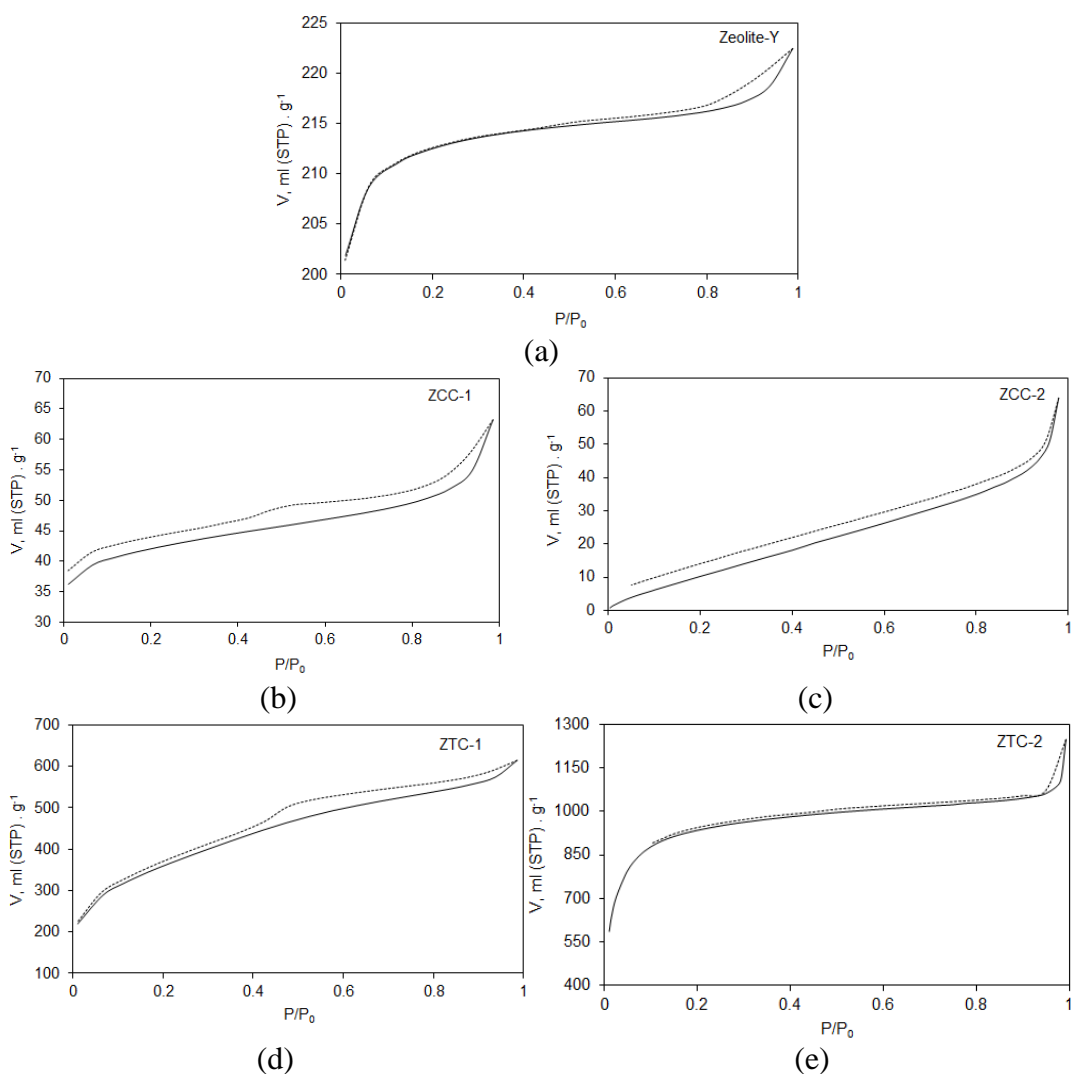 Zeolite-Y
V, ml (STP) . g⁻¹
225
220
215
210
205
200
0 0.2 0.4 0.6 0.8 1
P/P₀
(a)
ZCC-1
V, ml (STP) . g⁻¹
70
65
60
55
50
45
40
35
30
0 0.2 0.4 0.6 0.8 1
P/P₀
(b)
ZCC-2
V, ml (STP) . g⁻¹
70
60
50
40
30
20
10
0
0 0.2 0.4 0.6 0.8 1
P/P₀
(c)
ZTC-1
V, ml (STP) . g⁻¹
700
600
500
400
300
200
100
0 0.2 0.4 0.6 0.8 1
P/P₀
(d)
ZTC-2
V, ml (STP) . g⁻¹
1300
1150
1000
850
700
550
400
0 0.2 0.4 0.6 0.8 1
P/P₀
(e)